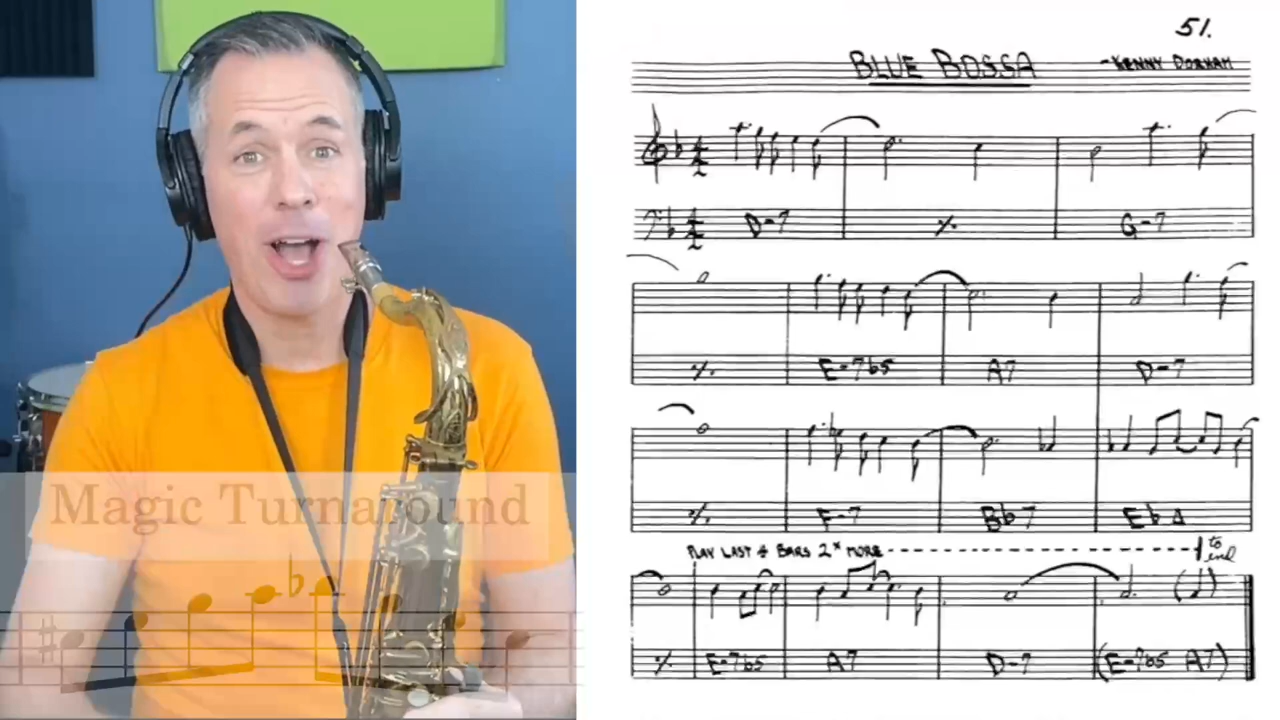 Magic Turnaround
51.
BLUE BOSSA
-KENNY DORHAM
D-7 ٪ G-7
٪ E-7b5 A7 D-7
٪ F-7 Bb7 EbΔ
PLAY LAST 4 BARS 2x MORE to end
٪ E-7b5 A7 D-7 (E-7b5 A7)